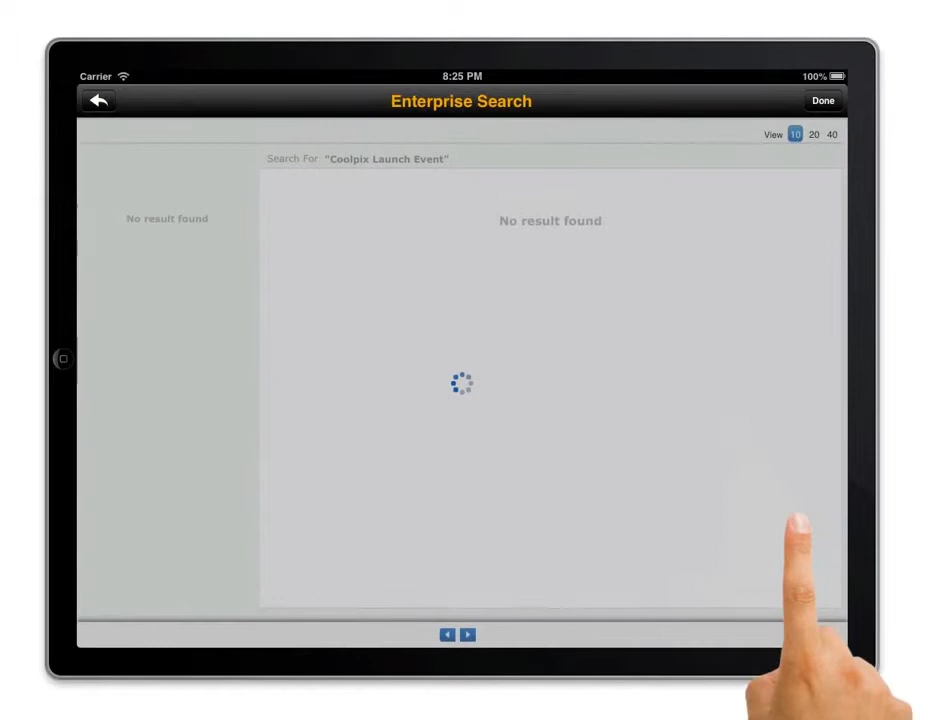 Carrier 8:25 PM 100%
Enterprise Search Done
View 10 20 40
Search For "Coolpix Launch Event"
No result found No result found